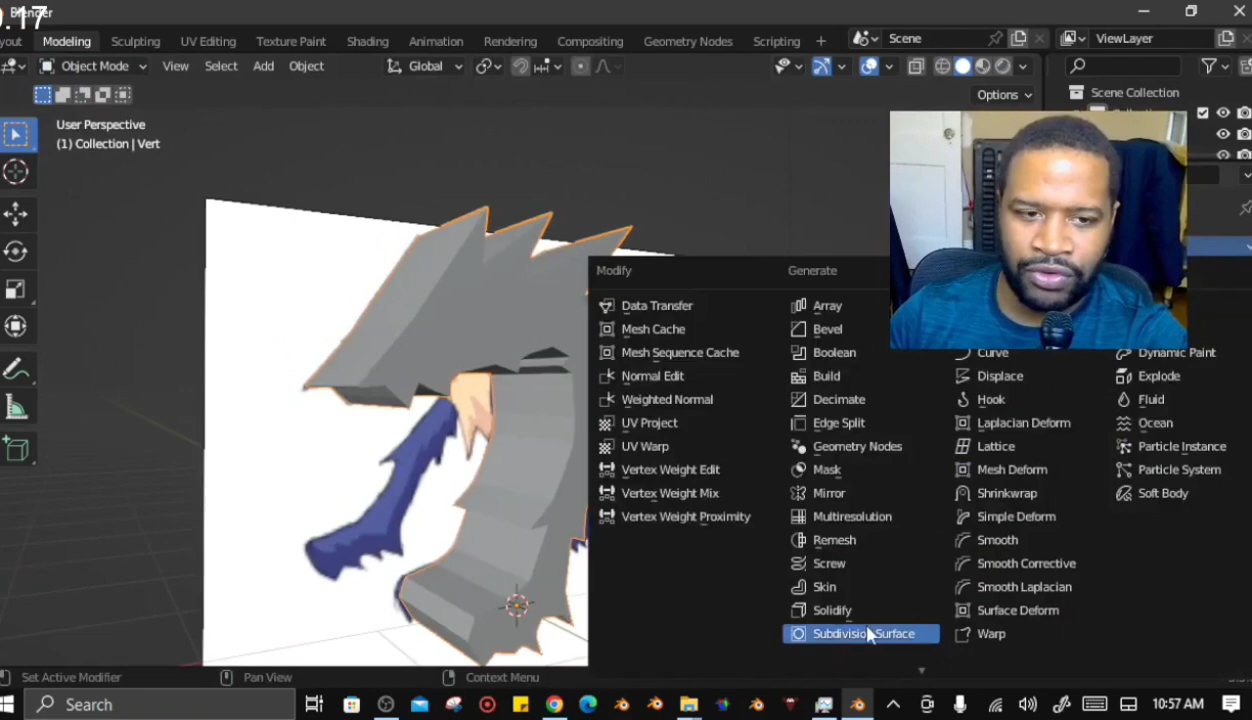 0.17
Blender
yout Modeling Sculpting UV Editing Texture Paint Shading Animation Rendering Compositing Geometry Nodes Scripting + Scene ViewLayer
Object Mode View Select Add Object Global
Options Scene Collection
User Perspective
(1) Collection | Vert
Modify Generate
Data Transfer Array
Mesh Cache Bevel
Mesh Sequence Cache Boolean Curve Dynamic Paint
Normal Edit Build Displace Explode
Weighted Normal Decimate Hook Fluid
UV Project Edge Split Laplacian Deform Ocean
UV Warp Geometry Nodes Lattice Particle Instance
Vertex Weight Edit Mask Mesh Deform Particle System
Vertex Weight Mix Mirror Shrinkwrap Soft Body
Vertex Weight Proximity Multiresolution Simple Deform
Remesh Smooth
Screw Smooth Corrective
Skin Smooth Laplacian
Solidify Surface Deform
Subdivision Surface Warp
Set Active Modifier Pan View Context Menu
Search 10:57 AM